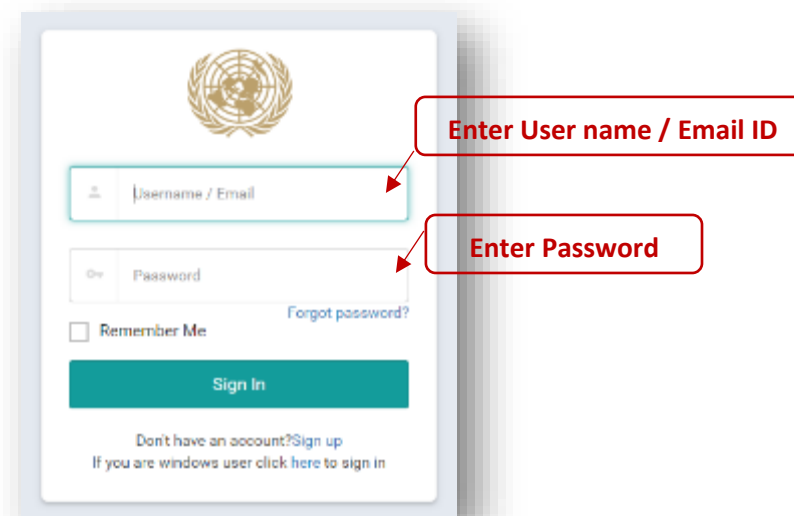 Enter User name / Email ID
Username / Email
Enter Password
Password
Forgot password?
Remember Me
Sign In
Don't have an account?Sign up
If you are windows user click here to sign in